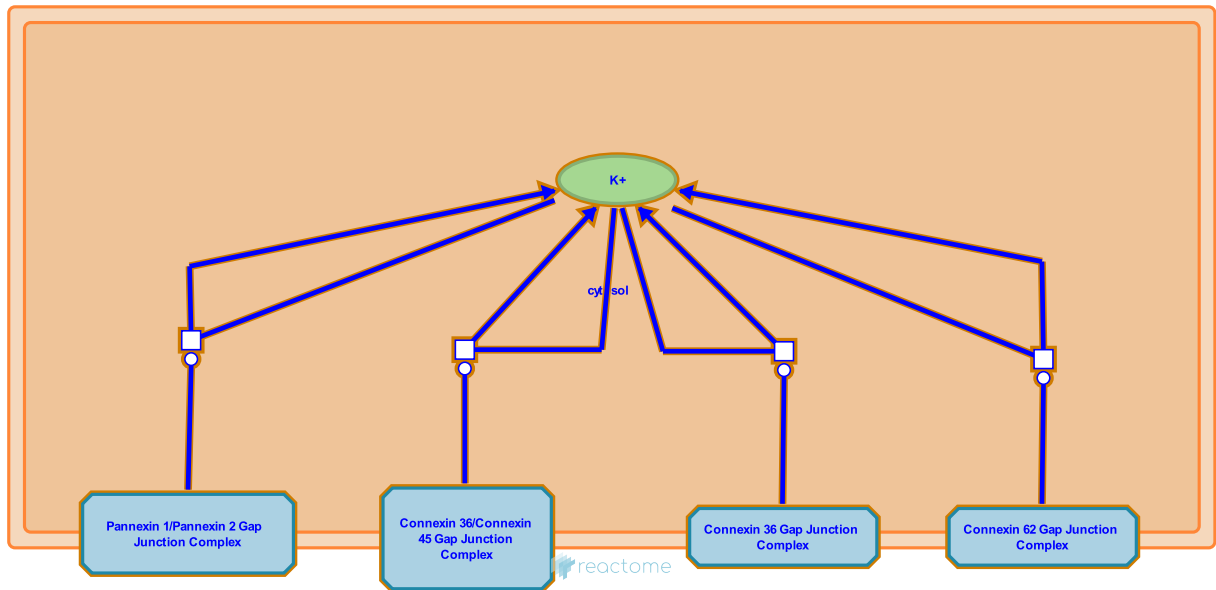 K+
cytosol
Pannexin 1/Pannexin 2 Gap
Junction Complex
Connexin 36/Connexin
45 Gap Junction
Complex
Connexin 36 Gap Junction
Complex
Connexin 62 Gap Junction
Complex
reactome